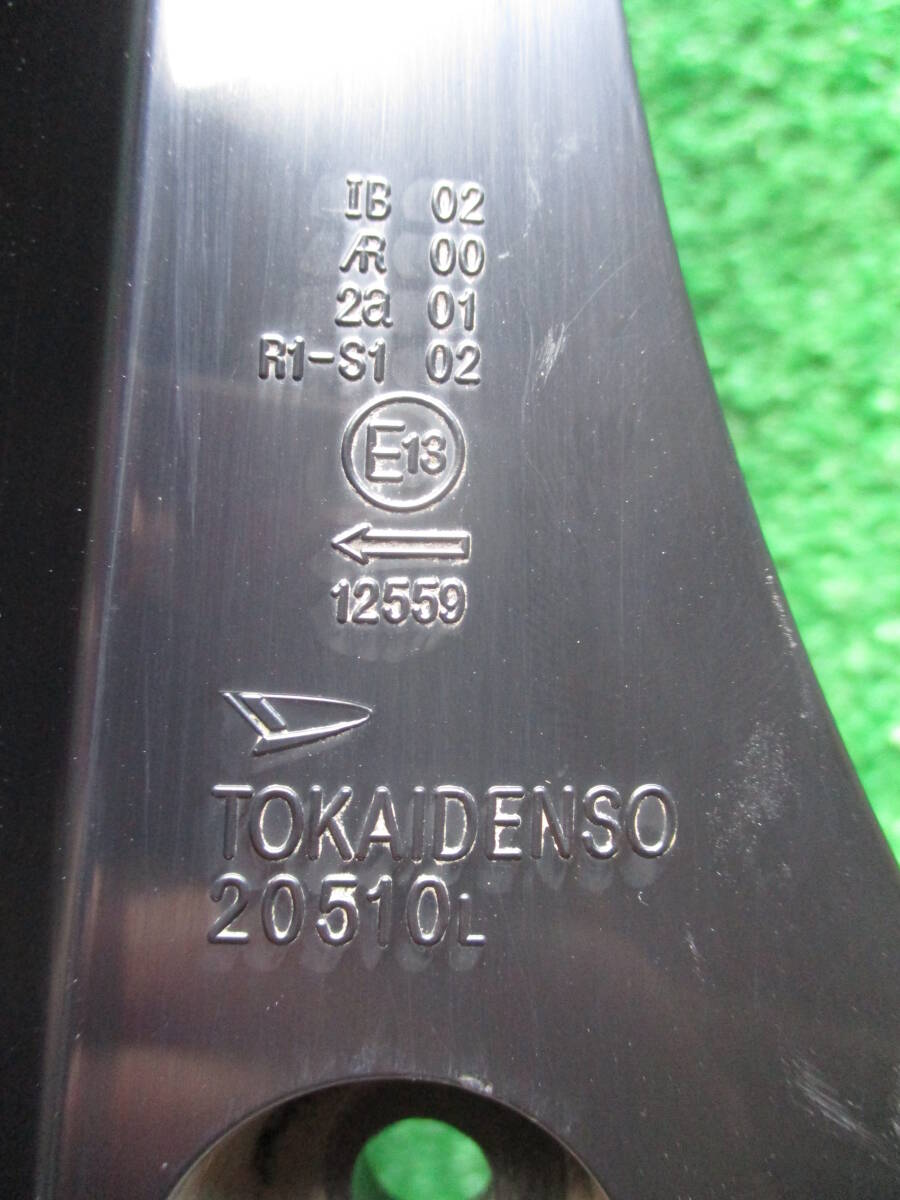 IB 02
AR 00
2a 01
R1-S1 02
E13
12559
TOKAIDENSO
20510L